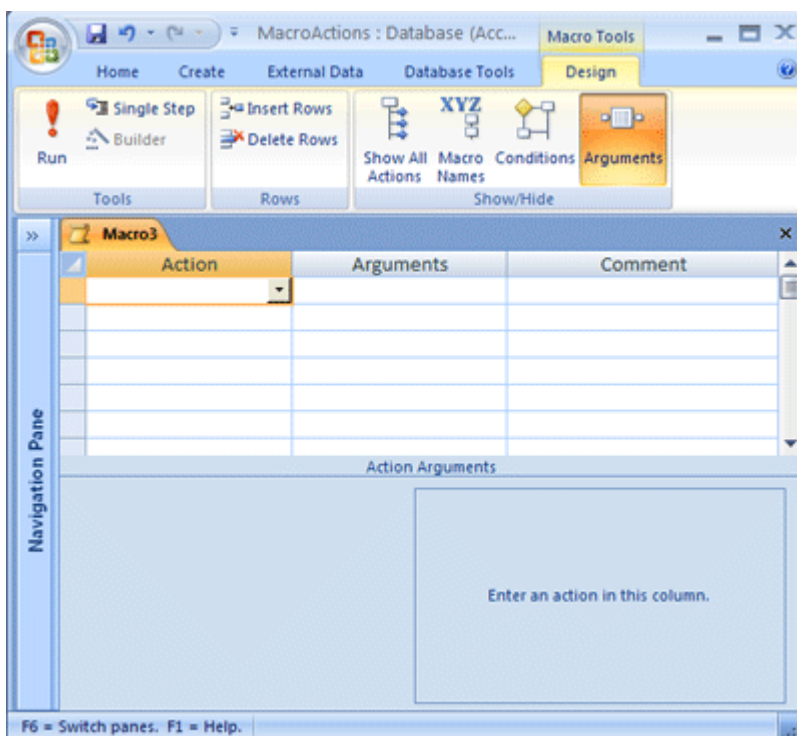 MacroActions : Database (Acc...
Macro Tools
Home Create External Data Database Tools Design
Single Step
Builder
Run
Tools
Insert Rows
Delete Rows
Rows
XYZ
Show All Actions
Macro Names
Conditions
Arguments
Show/Hide
Macro3
Action Arguments Comment
Navigation Pane
Action Arguments
Enter an action in this column.
F6 = Switch panes. F1 = Help.